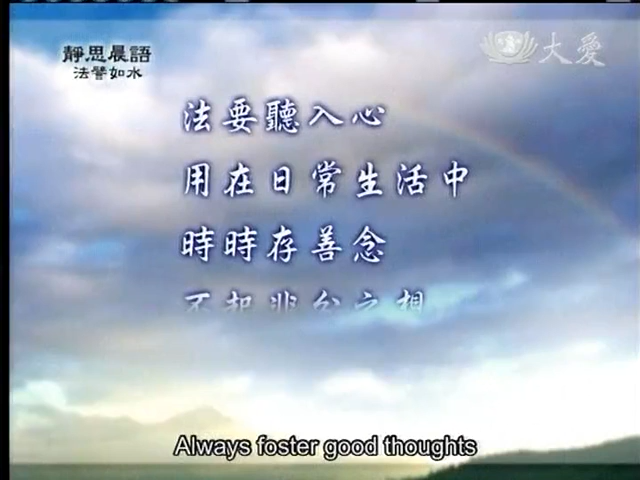 靜思晨語
法譬如水
大愛
法要聽入心
用在日常生活中
時時存善念
不起非分之想
Always foster good thoughts